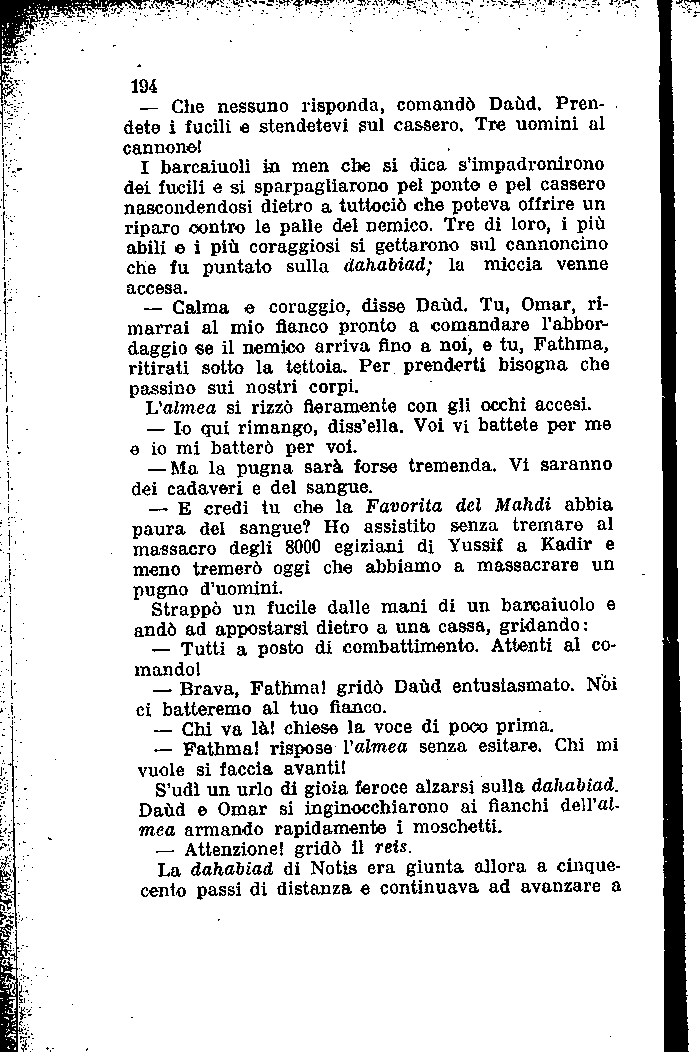 194
— Che nessuno risponda, comandò Daùd. Pren-
dete i fucili e stendetevi sul cassero. Tre uomini al
cannone!
I barcaiuoli in men che si dica s'impadronirono
dei fucili e si sparpagliarono pel ponte e pel cassero
nascondendosi dietro a tuttociò che poteva offrire un
riparo contro le palle del nemico. Tre di loro, i più
abili e i più coraggiosi si gettarono sul cannoncino
che fu puntato sulla dahabiad; la miccia venne
accesa.
— Calma e coraggio, disse Daùd. Tu, Omar, ri-
marrai al mio fianco pronto a comandare l'abbor-
daggio se il nemico arriva fino a noi, e tu, Fathma,
ritirati sotto la tettoia. Per prenderti bisogna che
passino sui nostri corpi.
L'almea si rizzò fieramente con gli occhi accesi.
— Io qui rimango, diss'ella. Voi vi battete per me
e io mi batterò per voi.
— Ma la pugna sarà forse tremenda. Vi saranno
dei cadaveri e del sangue.
— E credi tu che la Favorita del Mahdi abbia
paura del sangue? Ho assistito senza tremare al
massacro degli 8000 egiziani di Yussif a Kadir e
meno tremerò oggi che abbiamo a massacrare un
pugno d'uomini.
Strappò un fucile dalle mani di un barcaiuolo e
andò ad appostarsi dietro a una cassa, gridando:
— Tutti a posto di combattimento. Attenti al co-
mando!
— Brava, Fathma! gridò Daùd entusiasmato. Noi
ci batteremo al tuo fianco.
— Chi va là! chiese la voce di poco prima.
— Fathma! rispose l'almea senza esitare. Chi mi
vuole si faccia avanti!
S'udì un urlo di gioia feroce alzarsi sulla dahabiad.
Daùd e Omar si inginocchiarono ai fianchi dell'al-
mea armando rapidamente i moschetti.
— Attenzione! gridò il reis.
La dahabiad di Notis era giunta allora a cinque-
cento passi di distanza e continuava ad avanzare a